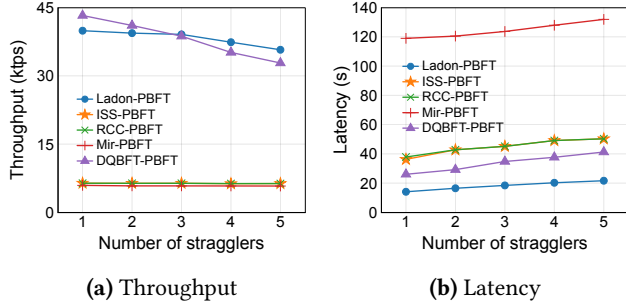 Throughput (ktps)
45
30
15
0
Ladon-PBFT
ISS-PBFT
RCC-PBFT
Mir-PBFT
DQBFT-PBFT
1 2 3 4 5
Number of stragglers
(a) Throughput
Latency (s)
140
120
100
80
60
40
20
0
Ladon-PBFT
ISS-PBFT
RCC-PBFT
Mir-PBFT
DQBFT-PBFT
1 2 3 4 5
Number of stragglers
(b) Latency